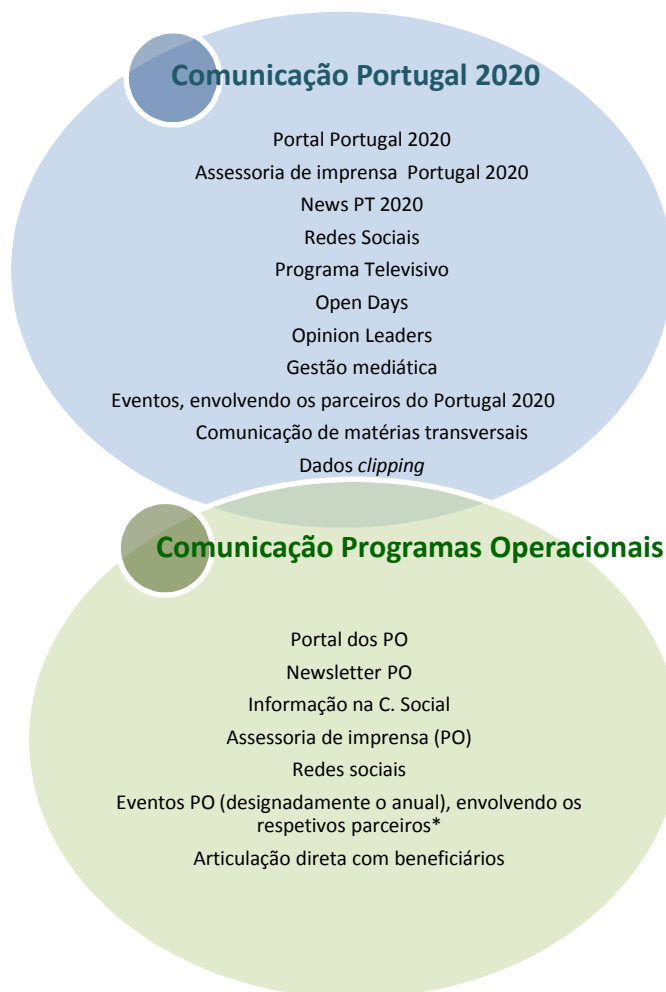 Comunicação Portugal 2020
Portal Portugal 2020
Assessoria de imprensa Portugal 2020
News PT 2020
Redes Sociais
Programa Televisivo
Open Days
Opinion Leaders
Gestão mediática
Eventos, envolvendo os parceiros do Portugal 2020
Comunicação de matérias transversais
Dados clipping
Comunicação Programas Operacionais
Portal dos PO
Newsletter PO
Informação na C. Social
Assessoria de imprensa (PO)
Redes sociais
Eventos PO (designadamente o anual), envolvendo os
respetivos parceiros*
Articulação direta com beneficiários